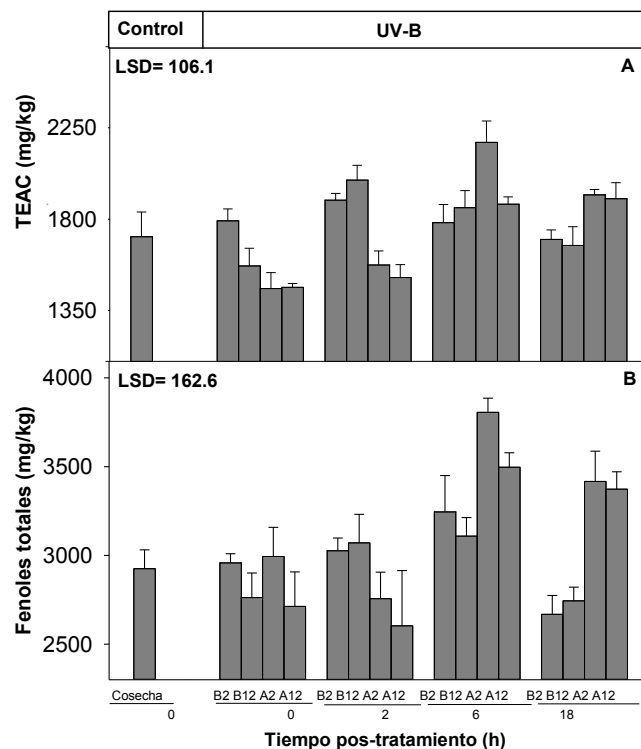 Control UV-B
LSD= 106.1 A
TEAC (mg/kg)
2250
1800
1350
LSD= 162.6 B
Fenoles totales (mg/kg)
4000
3500
3000
2500
Cosecha B2 B12 A2 A12 B2 B12 A2 A12 B2 B12 A2 A12 B2 B12 A2 A12
0 0 2 6 18
Tiempo pos-tratamiento (h)